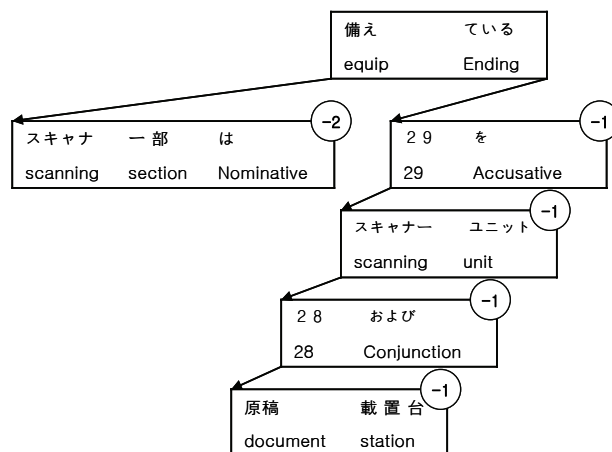 備え ている
equip Ending
-2
スキャナ 一部 は
scanning section Nominative
-1
２９ を
29 Accusative
-1
スキャナー ユニット
scanning unit
-1
２８ および
28 Conjunction
-1
原稿 載置台
document station